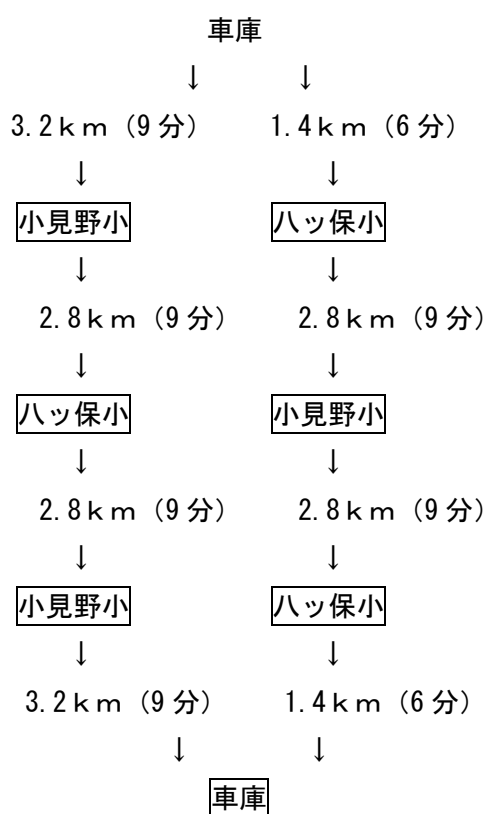 車庫
↓ ↓
3.2km（9分） 1.4km（6分）
↓ ↓
小見野小 八ッ保小
↓ ↓
2.8km（9分） 2.8km（9分）
↓ ↓
八ッ保小 小見野小
↓ ↓
2.8km（9分） 2.8km（9分）
↓ ↓
小見野小 八ッ保小
↓ ↓
3.2km（9分） 1.4km（6分）
↓ ↓
車庫